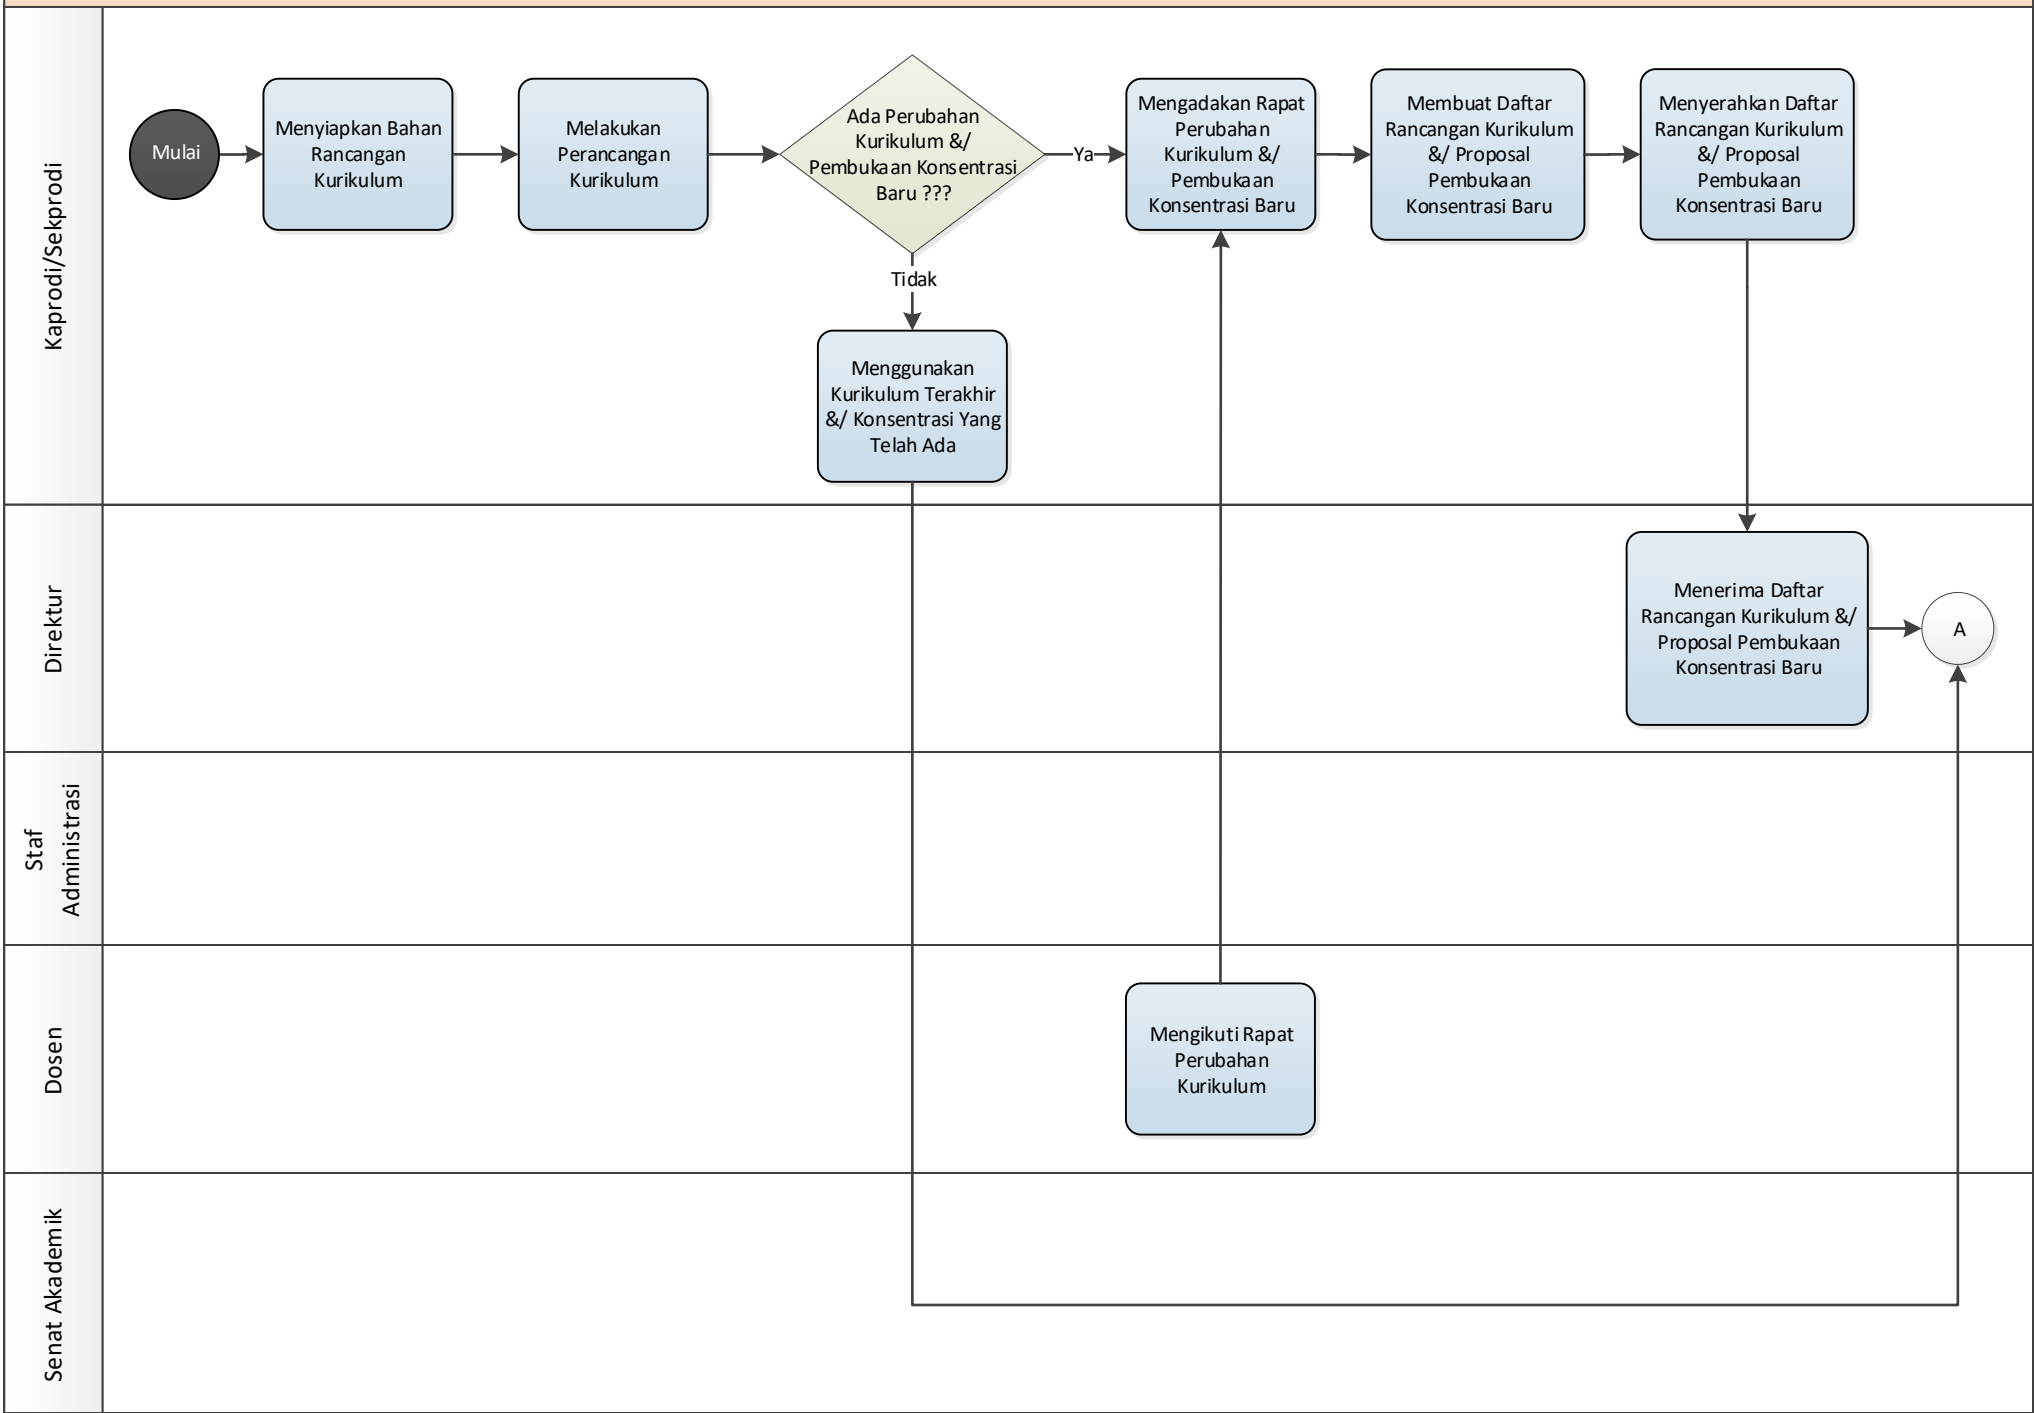 Kaprodi/Sekprodi
Mulai
Menyiapkan Bahan
Rancangan
Kurikulum
Melakukan
Perancangan
Kurikulum
Ada Perubahan
Kurikulum &/
Pembukaan Konsentrasi
Baru ???
Ya
Mengadakan Rapat
Perubahan
Kurikulum &/
Pembukaan
Konsentrasi Baru
Membuat Daftar
Rancangan Kurikulum
&/ Proposal
Pembukaan
Konsentrasi Baru
Menyerahkan Daftar
Rancangan Kurikulum
&/ Proposal
Pembukaan
Konsentrasi Baru
Tidak
Menggunakan
Kurikulum Terakhir
&/ Konsentrasi Yang
Telah Ada
Direktur
Menerima Daftar
Rancangan Kurikulum &/
Proposal Pembukaan
Konsentrasi Baru
A
Staf
Administrasi
Dosen
Mengikuti Rapat
Perubahan
Kurikulum
Senat Akademik